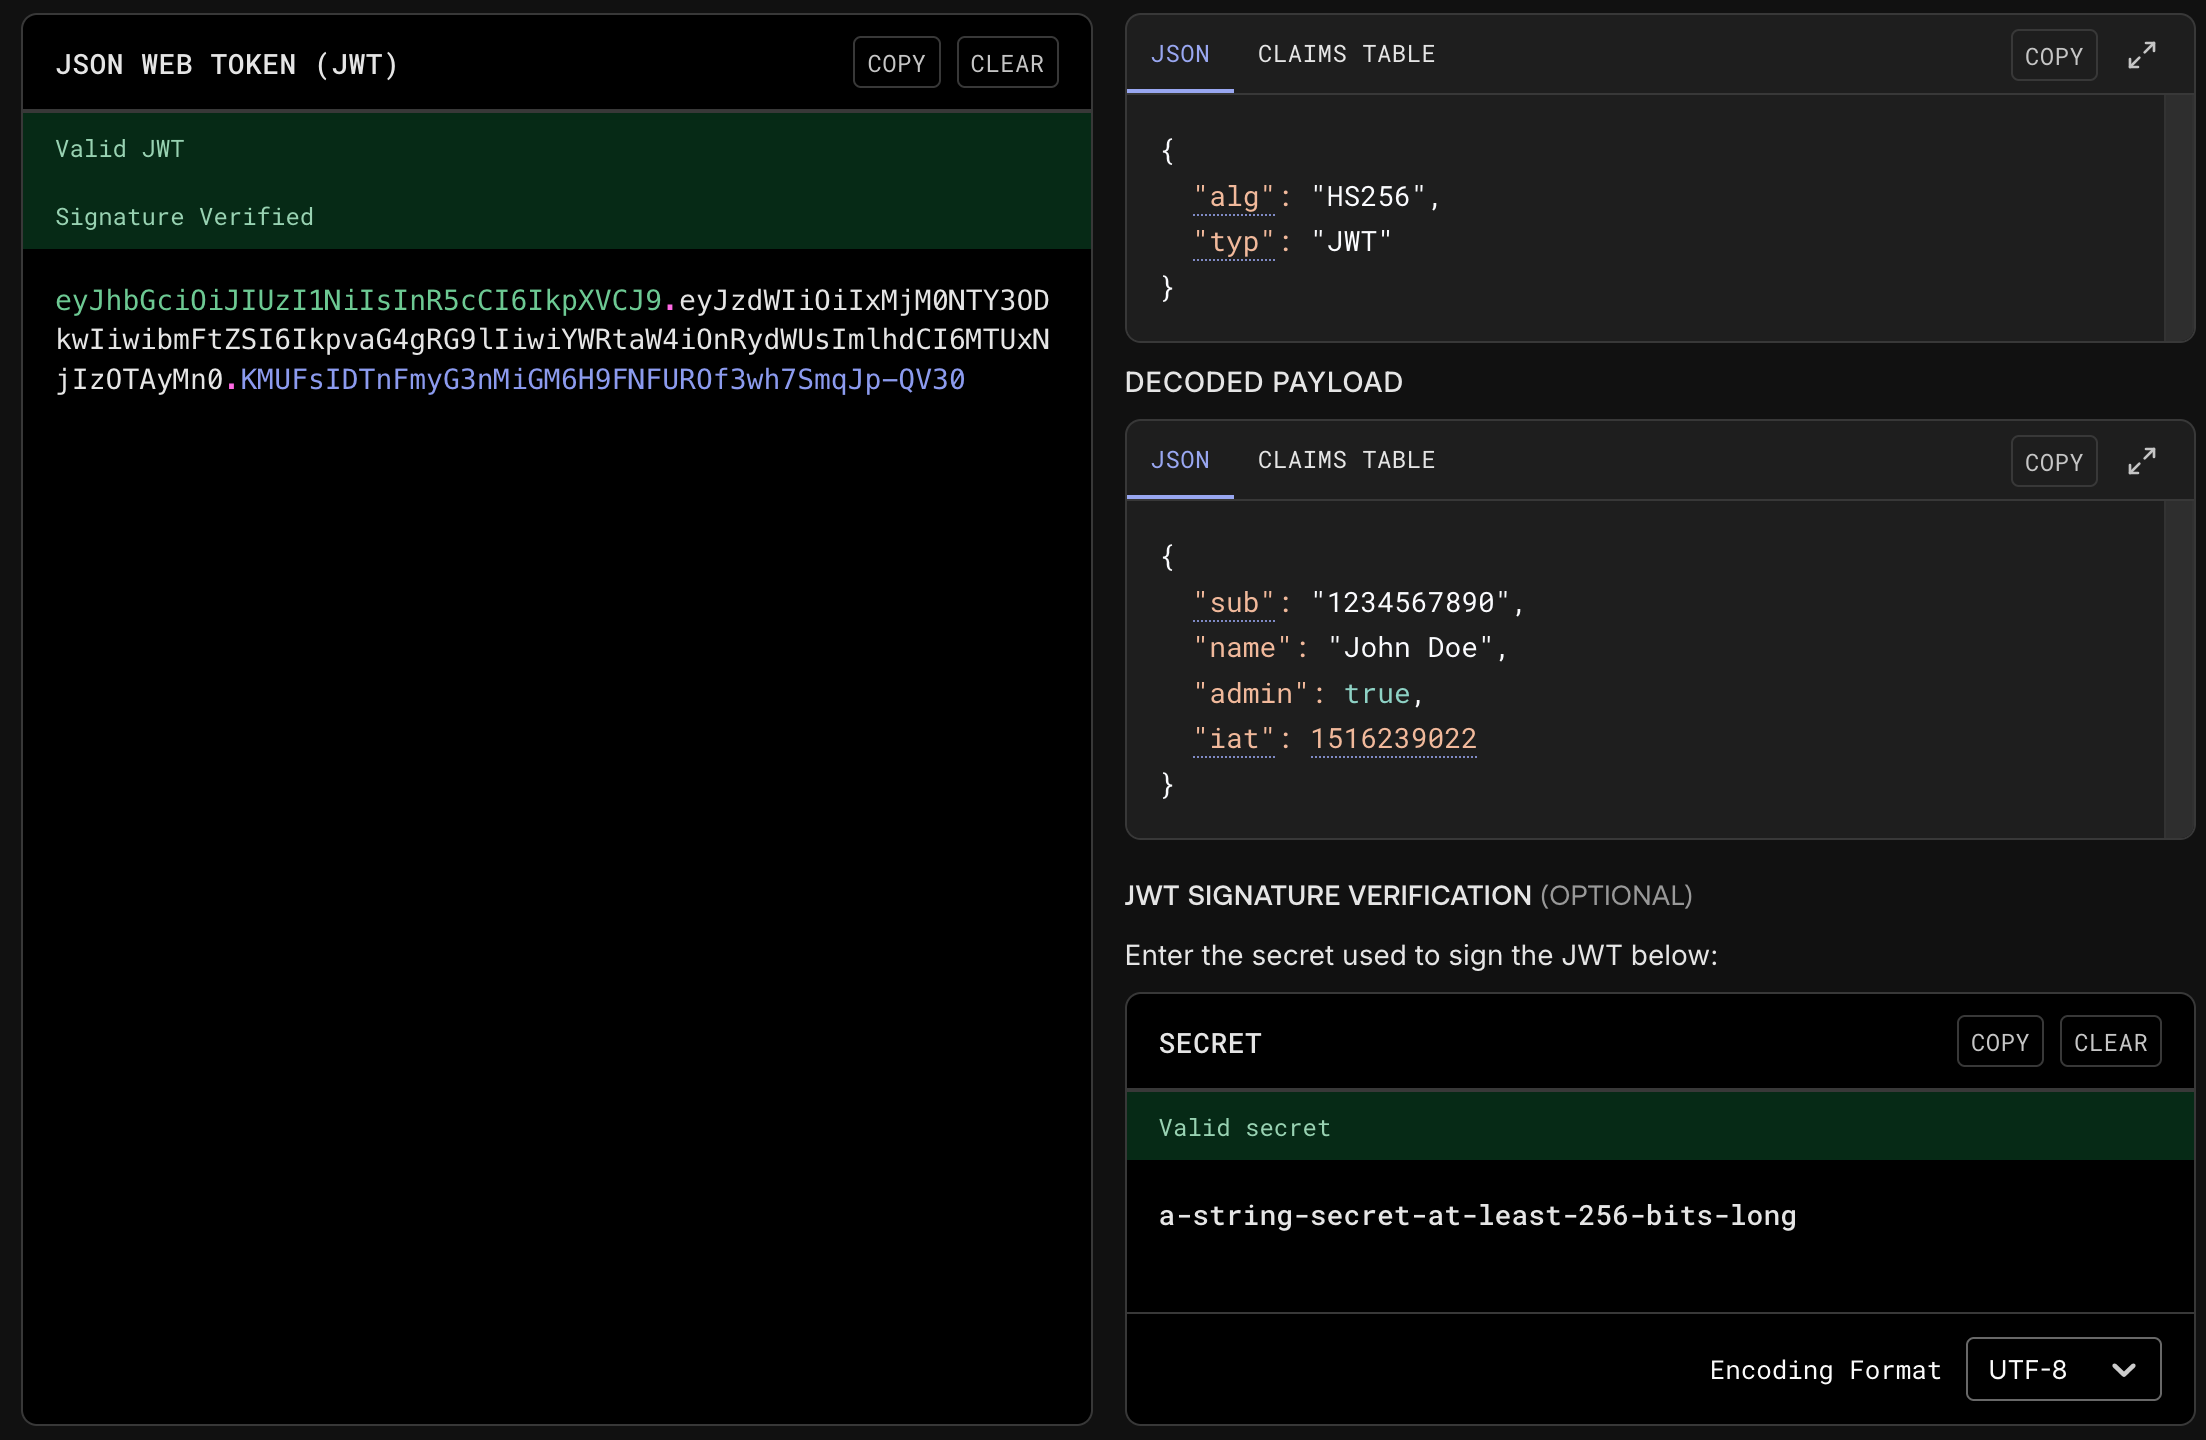 JSON WEB TOKEN (JWT)
COPY
CLEAR
Valid JWT
Signature Verified
eyJhbGciOiJIUzI1NiIsInR5cCI6IkpXVCJ9.eyJzdWIiOiIxMjM0NTY3OD
kwIiwibmFtZSI6IkpvaG4gRG9lIiwiYWRtaW4iOnRydWUsImlhdCI6MTUxN
jIzOTAyMn0.KMUFsIDTnFmyG3nMiGM6H9FNFUROf3wh7SmqJp-QV30
JSON
CLAIMS TABLE
COPY
{
"alg": "HS256",
"typ": "JWT"
}
DECODED PAYLOAD
JSON
CLAIMS TABLE
COPY
{
"sub": "1234567890",
"name": "John Doe",
"admin": true,
"iat": 1516239022
}
JWT SIGNATURE VERIFICATION (OPTIONAL)
Enter the secret used to sign the JWT below:
SECRET
COPY
CLEAR
Valid secret
a-string-secret-at-least-256-bits-long
Encoding Format
UTF-8